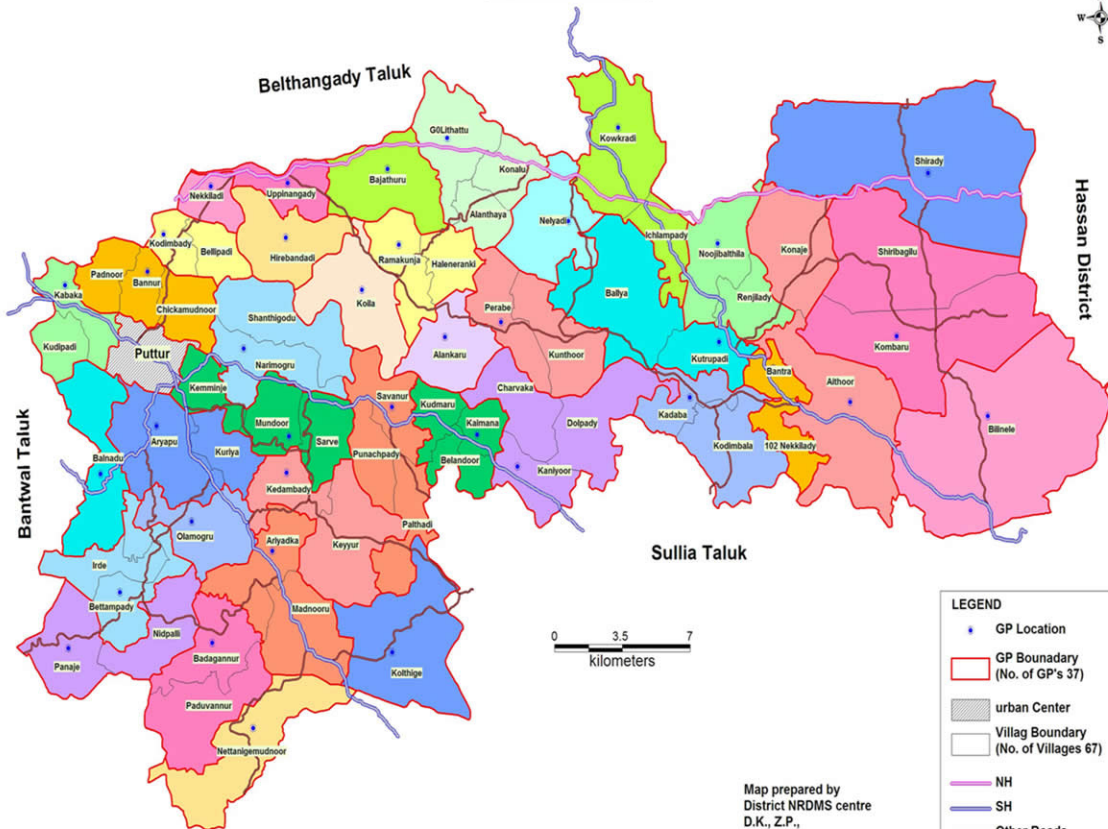 W
S
Belthangady Taluk
G0Lithattu
Kowkradi
Konalu
Shirady
Nekkiladi
Uppinangady
Bajathuru
Alanthaya
Nelyadi
Hassan District
Kodimbady
Bellipadi
Hirebandadi
Ramakunja
Haleneranki
Ichlampady
Noojibalthila
Konaje
Shiribagilu
Padnoor
Bannur
Kabaka
Chickamudnoor
Shanthigodu
Koila
Perabe
Ballya
Renjilady
Kudipadi
Puttur
Narimogru
Alankaru
Kunthoor
Kutrupadi
Kombaru
Kemminje
Charvaka
Bantra
Aithoor
Savanur
Kudmaru
Kadaba
Bilinele
Bantwal Taluk
Aryapu
Kuriya
Mundoor
Sarve
Punachpady
Kalmana
Dolpady
Kodimbala
102 Nekkilady
Balnadu
Belandoor
Kaniyoor
Kedambady
Palthadi
Olamogru
Ariyadka
Keyyur
Sullia Taluk
Irde
Bettampady
Madnooru
Nidpalli
Badagannur
Panaje
Kolthige
Paduvannur
Nettanigemudnoor
0 3.5 7
kilometers
LEGEND
GP Location
GP Bounadary
(No. of GP's 37)
urban Center
Villag Boundary
(No. of Villages 67)
NH
SH
Other Roads
Map prepared by
District NRDMS centre
D.K., Z.P.,